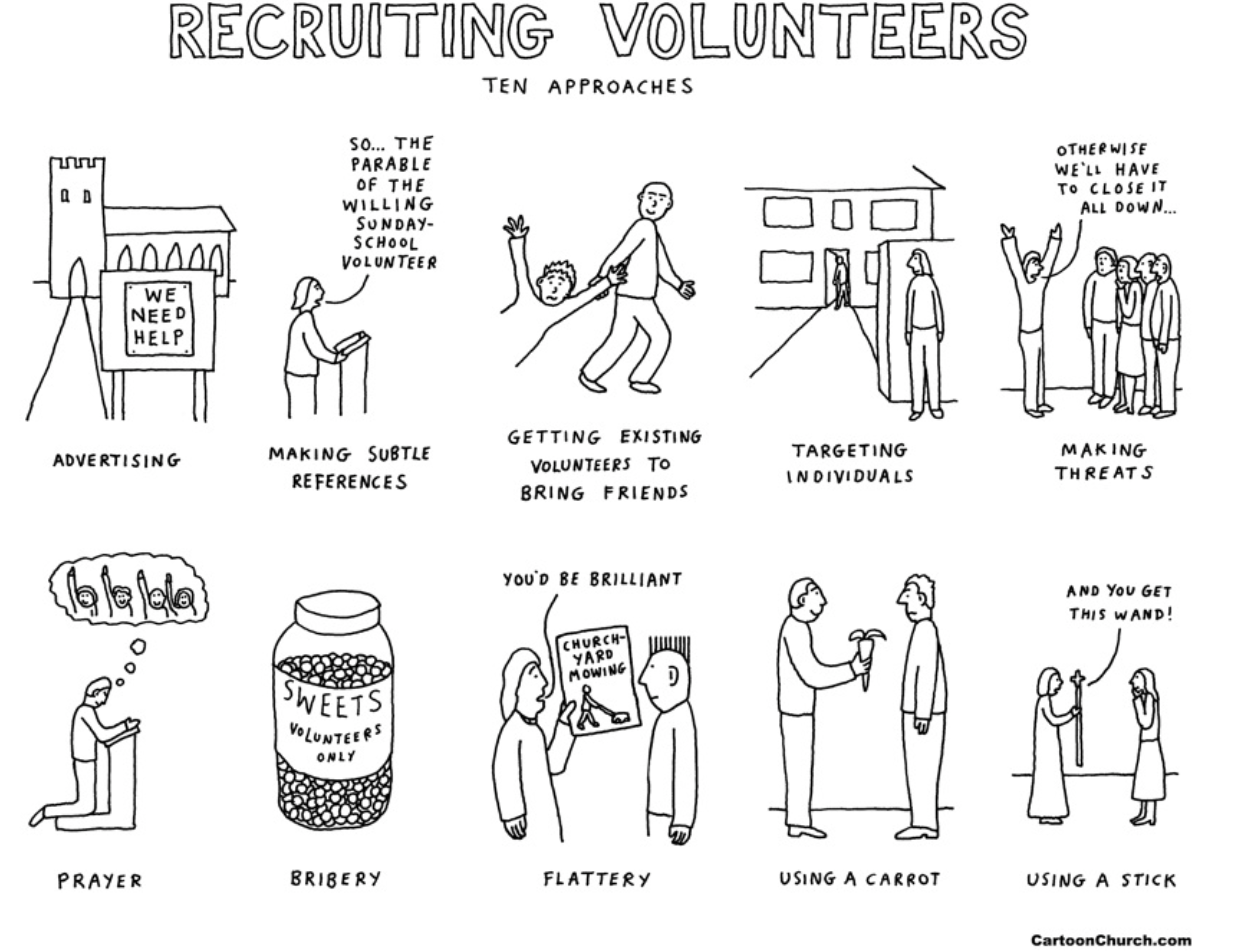 RECRUITING VOLUNTEERS
TEN APPROACHES
WE
NEED
HELP
ADVERTISING
SO... THE
PARABLE
OF THE
WILLING
SUNDAY-
SCHOOL
VOLUNTEER
MAKING SUBTLE
REFERENCES
GETTING EXISTING
VOLUNTEERS TO
BRING FRIENDS
TARGETING
INDIVIDUALS
OTHERWISE
WE'LL HAVE
TO CLOSE IT
ALL DOWN...
MAKING
THREATS
PRAYER
SWEETS
VOLUNTEERS
ONLY
BRIBERY
YOU'D BE BRILLIANT
CHURCH-
YARD
MOWING
FLATTERY
USING A CARROT
AND YOU GET
THIS WAND!
USING A STICK
CartoonChurch.com